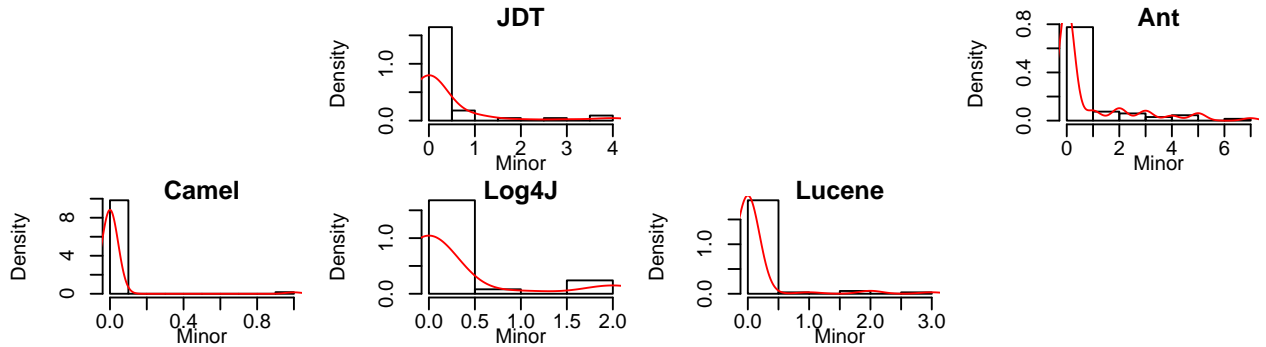 JDT
Density
0.0 1.0
0 1 2 3 4
Minor
Ant
Density
0.0 0.4 0.8
0 2 4 6
Minor
Camel
Density
0 4 8
0.0 0.4 0.8
Minor
Log4J
Density
0.0 1.0
0.0 0.5 1.0 1.5 2.0
Minor
Lucene
Density
0.0 1.0
0.0 1.0 2.0 3.0
Minor